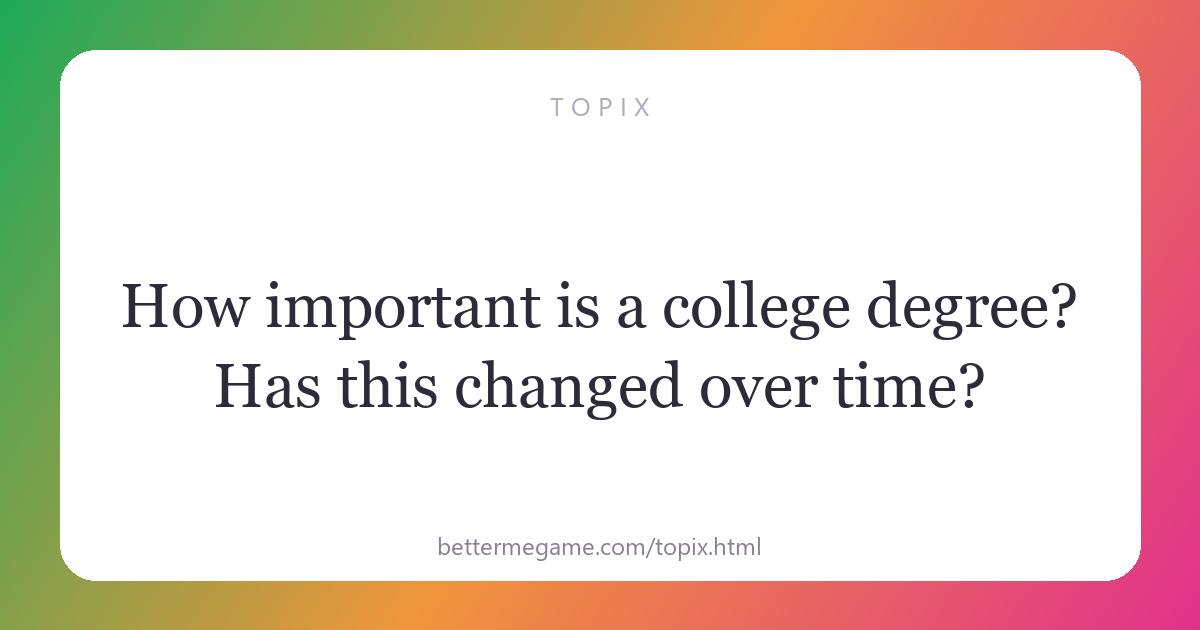 TOPIX
How important is a college degree?
Has this changed over time?
bettermegame.com/topix.html